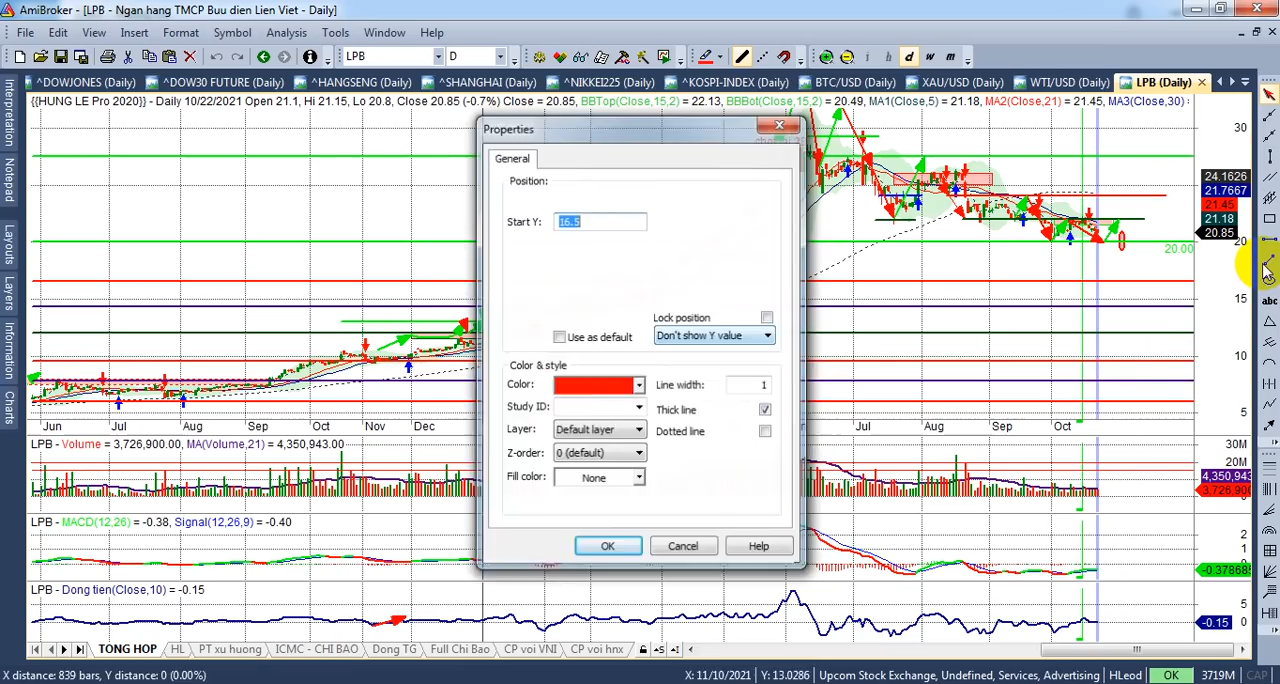 AmiBroker - [LPB - Ngan hang TMCP Buu dien Lien Viet - Daily]
File Edit View Insert Format Symbol Analysis Tools Window Help
LPB D i h d w m
^DOWJONES (Daily) ^DOW30 FUTURE (Daily) ^HANGSENG (Daily) ^SHANGHAI (Daily) ^NIKKEI225 (Daily) ^KOSPI-INDEX (Daily) BTC/USD (Daily) XAU/USD (Daily) WTI/USD (Daily) LPB (Daily)
{{HUNG LE Pro 2020}} - Daily 10/22/2021 Open 21.1, Hi 21.15, Lo 20.8, Close 20.85 (-0.7%) Close = 20.85, BBTop(Close,15,2) = 22.13, BBBot(Close,15,2) = 20.49, MA1(Close,5) = 21.18, MA2(Close,21) = 21.45, MA3(Close,30) =
Interpretation
Notepad
Layouts
Layers
Information
Charts
Properties
General
Position:
Start Y: 16.5
Lock position
Use as default Don't show Y value
Color & style
Color: Line width: 1
Study ID: Thick line
Layer: Default layer Dotted line
Z-order: 0 (default)
Fill color: None
OK Cancel Help
30
24.1626
21.7667
21.45
21.18
20.85
20
20.00
15
10
5
0
abc
Jun Jul Aug Sep Oct Nov Dec Jul Aug Sep Oct
LPB - Volume = 3,726,900.00, MA(Volume,21) = 4,350,943.00
30M
20M
4,350,943
3,726,900
LPB - MACD(12,26) = -0.38, Signal(12,26,9) = -0.40
2
1
-0.378685
LPB - Dong tien(Close,10) = -0.15
5
0
-0.15
TONG HOP HL PT xu huong ICMC - CHI BAO Dong TG Full Chi Bao CP voi VNI CP voi hnx
X distance: 839 bars, Y distance: 0 (0.00%) X: 11/10/2021 Y: 13.0286 Upcom Stock Exchange, Undefined, Services, Advertising HLeod OK 3719M CAP